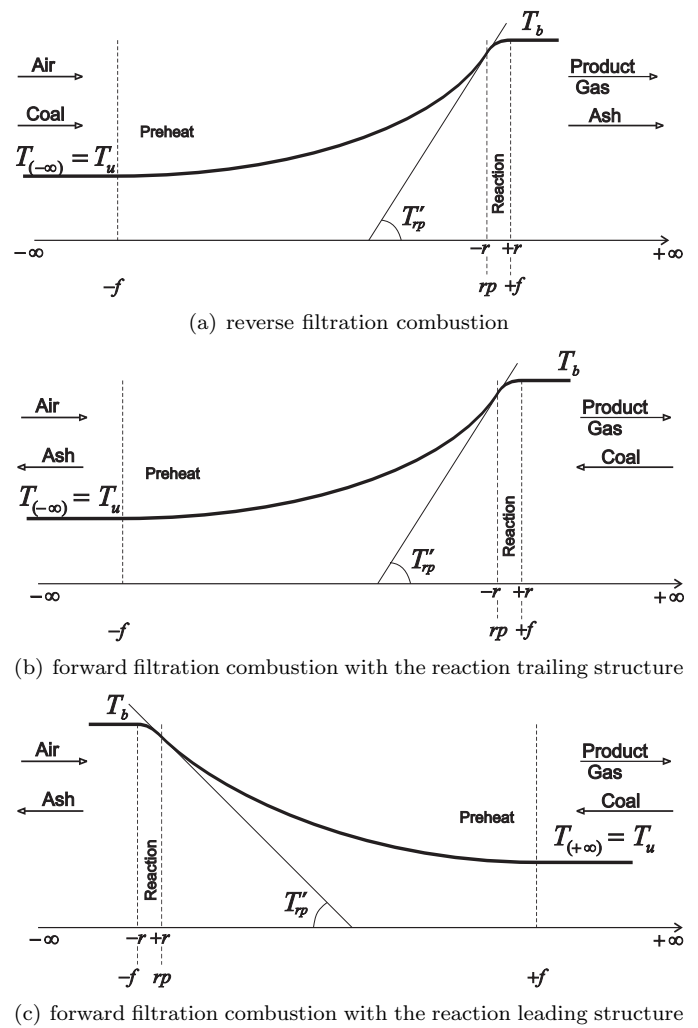 T_b
Air
Product
Gas
Coal
Ash
Preheat
T_(−∞) = T_u
Reaction
T′_rp
−∞
−r
+r
+∞
−f
rp
+f
(a) reverse filtration combustion
T_b
Air
Product
Gas
Ash
Coal
Preheat
T_(−∞) = T_u
Reaction
T′_rp
−∞
−r
+r
+∞
−f
rp
+f
(b) forward filtration combustion with the reaction trailing structure
T_b
Air
Product
Gas
Ash
Coal
Preheat
T_(+∞) = T_u
Reaction
T′_rp
−∞
−r
+r
+∞
−f
rp
+f
(c) forward filtration combustion with the reaction leading structure